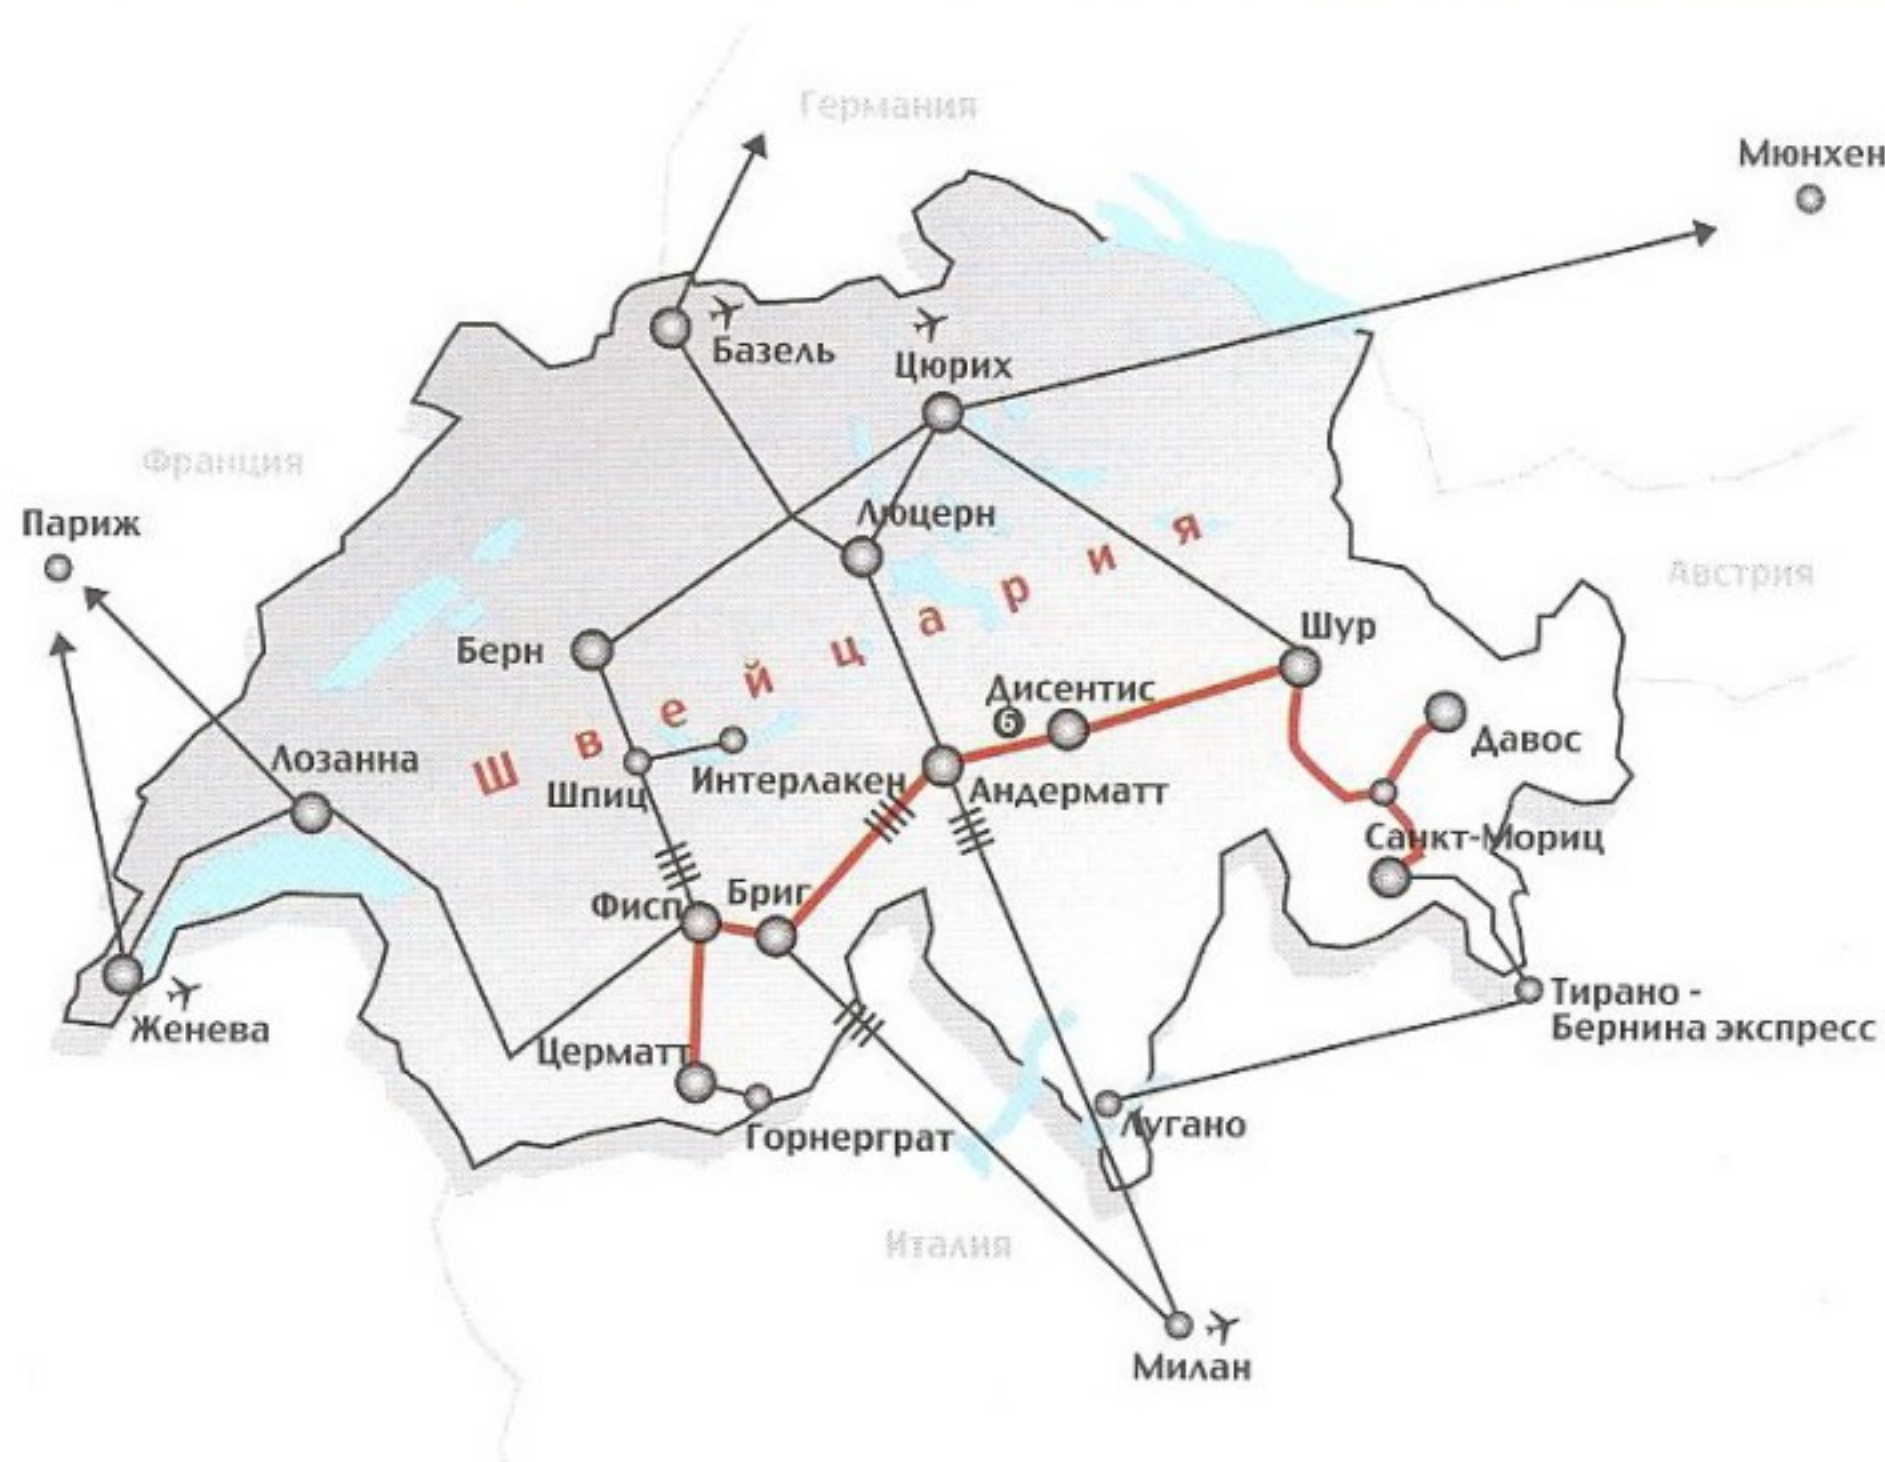 Германия
Мюнхен
Базель
Цюрих
Франция
Париж
Люцерн
Швейцария
Австрия
Берн
Шур
Дисентис
6
Давос
Лозанна
Шпиц
Интерлакен
Андерматт
Санкт-Мориц
Фисп
Бриг
Тирано -
Бернина экспресс
Женева
Церматт
Лугано
Горнерграт
Италия
Милан